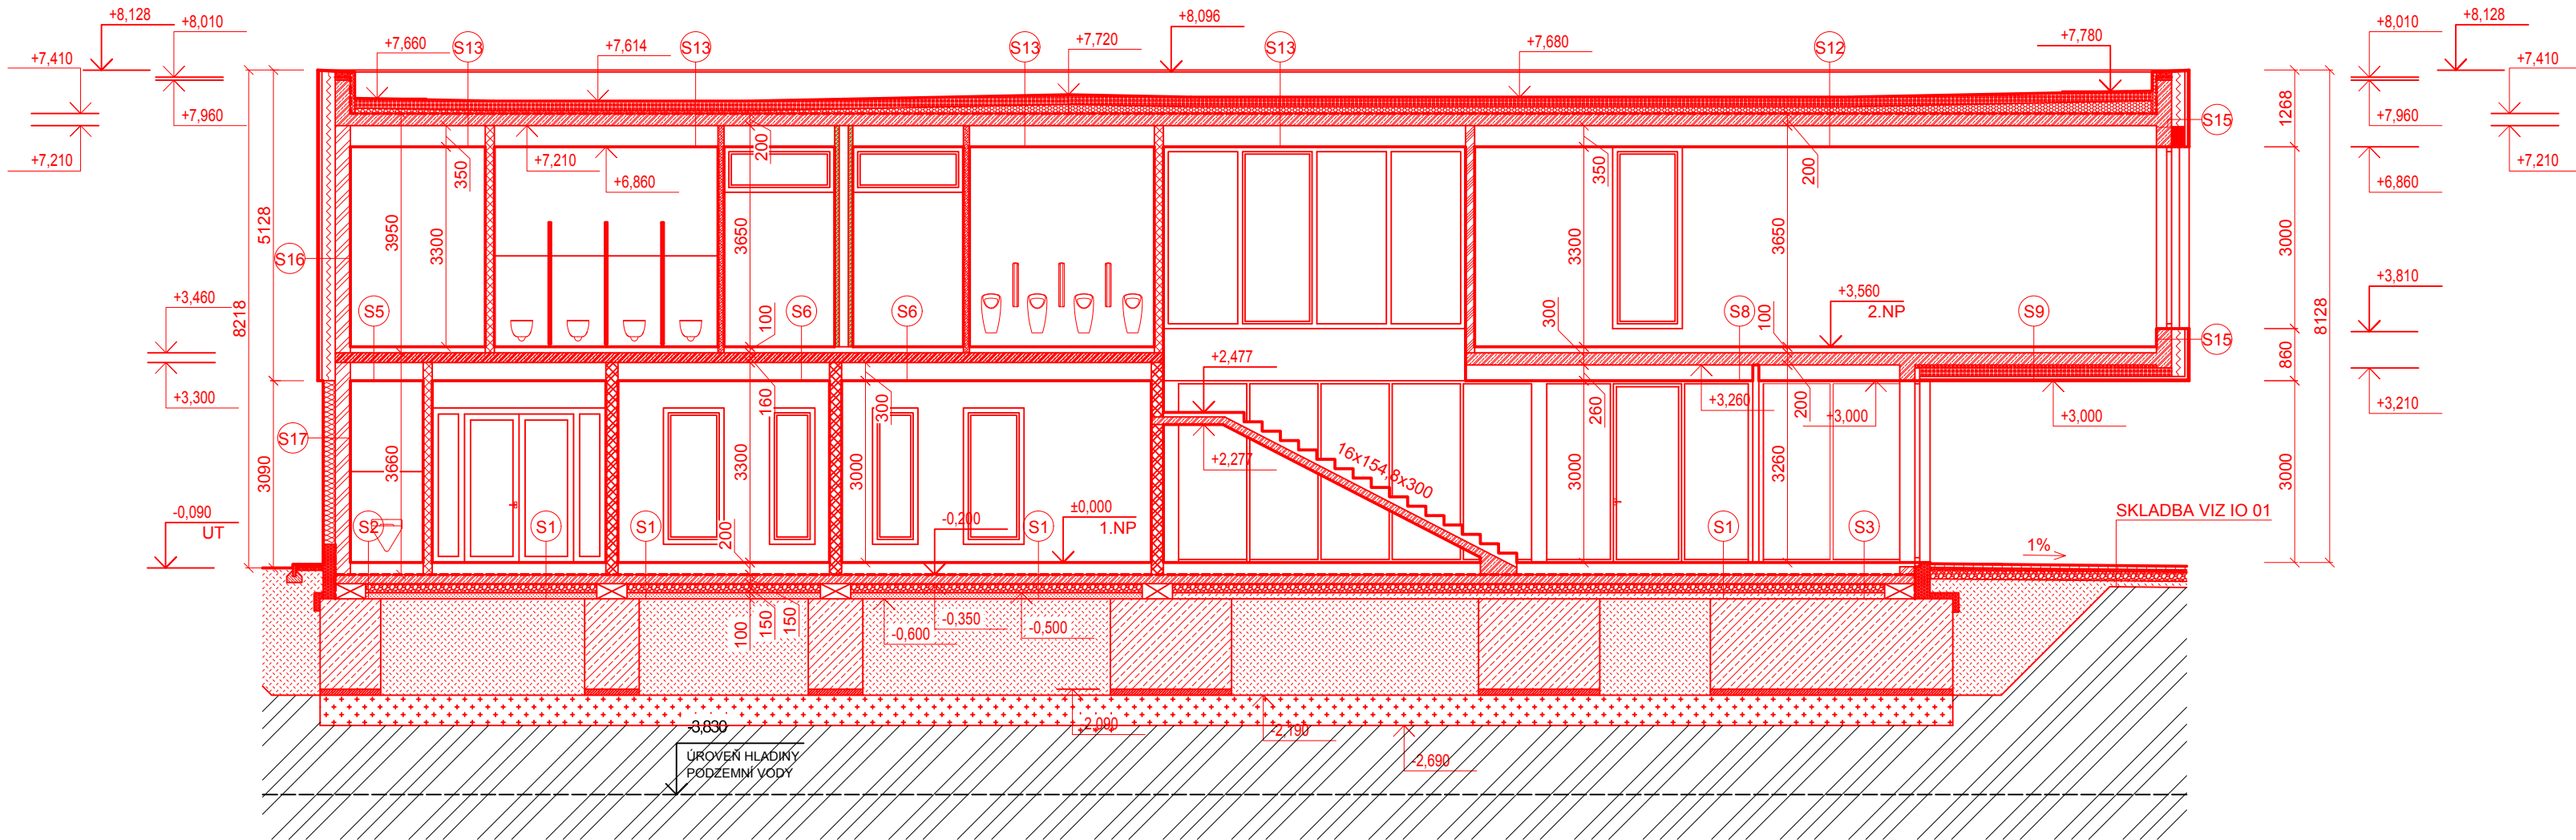 +8,128
+8,010
+7,410
+7,660
S13
+7,614
S13
S13
+7,720
+8,096
S13
+7,680
S12
+7,780
+8,010
+8,128
+7,410
+7,960
+7,210
1268
+7,960
S15
+7,210
200
350
+7,210
+6,860
350
200
+6,860
5128
3950
3300
3650
3300
3650
3000
S16
+3,460
8218
S5
S6
S6
100
300
S8
100
+3,560
2.NP
S9
+3,810
8128
S15
860
+3,300
+2,477
160
300
260
+3,260
200
+3,000
+3,000
+3,210
S17
3090
3660
3300
3000
+2,277
16x154,8x300
3000
3260
3000
-0,090
UT
S2
S1
S1
200
-0,200
S1
±0,000
1.NP
S1
S3
SKLADBA VIZ IO 01
1%
100
150
150
-0,600
-0,350
-0,500
-3,830
ÚROVEŇ HLADINY
PODZEMNÍ VODY
-2,090
-2,190
-2,690